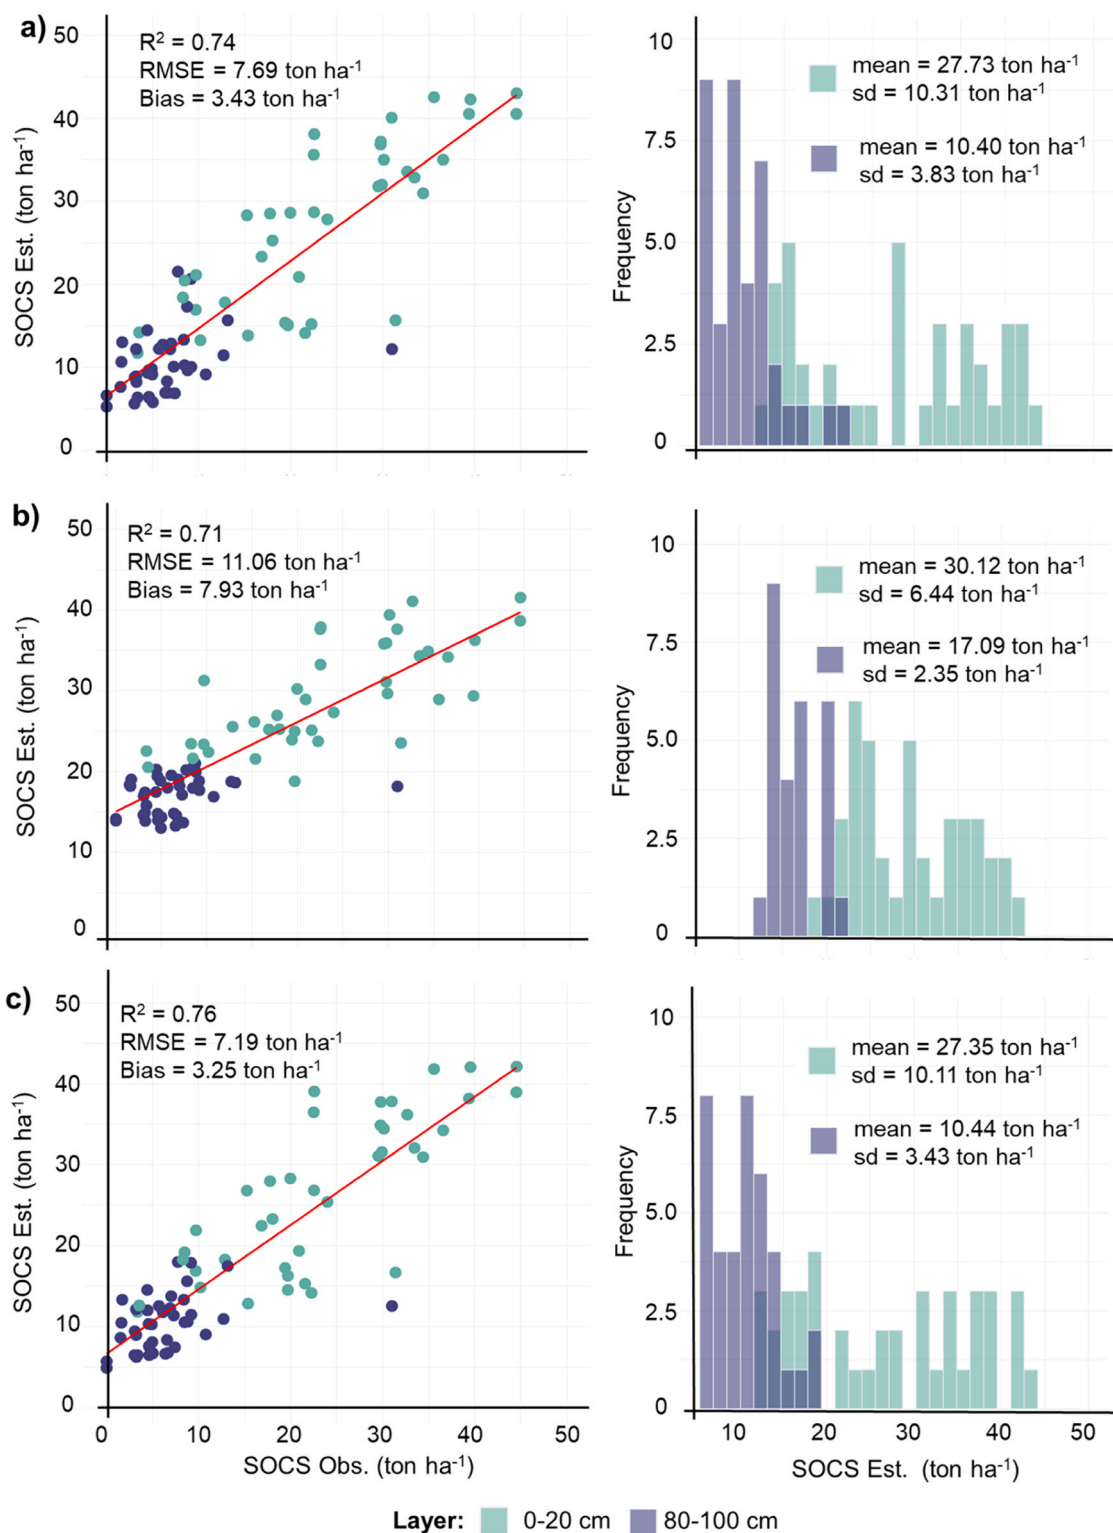 a)
50
40
30
20
10
0
SOCS Est. (ton ha⁻¹)
R² = 0.74
RMSE = 7.69 ton ha⁻¹
Bias = 3.43 ton ha⁻¹
10
7.5
5.0
2.5
0
Frequency
mean = 27.73 ton ha⁻¹
sd = 10.31 ton ha⁻¹
mean = 10.40 ton ha⁻¹
sd = 3.83 ton ha⁻¹
b)
50
40
30
20
10
0
SOCS Est. (ton ha⁻¹)
R² = 0.71
RMSE = 11.06 ton ha⁻¹
Bias = 7.93 ton ha⁻¹
10
7.5
5.0
2.5
0
Frequency
mean = 30.12 ton ha⁻¹
sd = 6.44 ton ha⁻¹
mean = 17.09 ton ha⁻¹
sd = 2.35 ton ha⁻¹
c)
50
40
30
20
10
0
SOCS Est. (ton ha⁻¹)
R² = 0.76
RMSE = 7.19 ton ha⁻¹
Bias = 3.25 ton ha⁻¹
0 10 20 30 40 50
SOCS Obs. (ton ha⁻¹)
10
7.5
5.0
2.5
0
Frequency
mean = 27.35 ton ha⁻¹
sd = 10.11 ton ha⁻¹
mean = 10.44 ton ha⁻¹
sd = 3.43 ton ha⁻¹
10 20 30 40 50
SOCS Est. (ton ha⁻¹)
Layer: 0-20 cm 80-100 cm